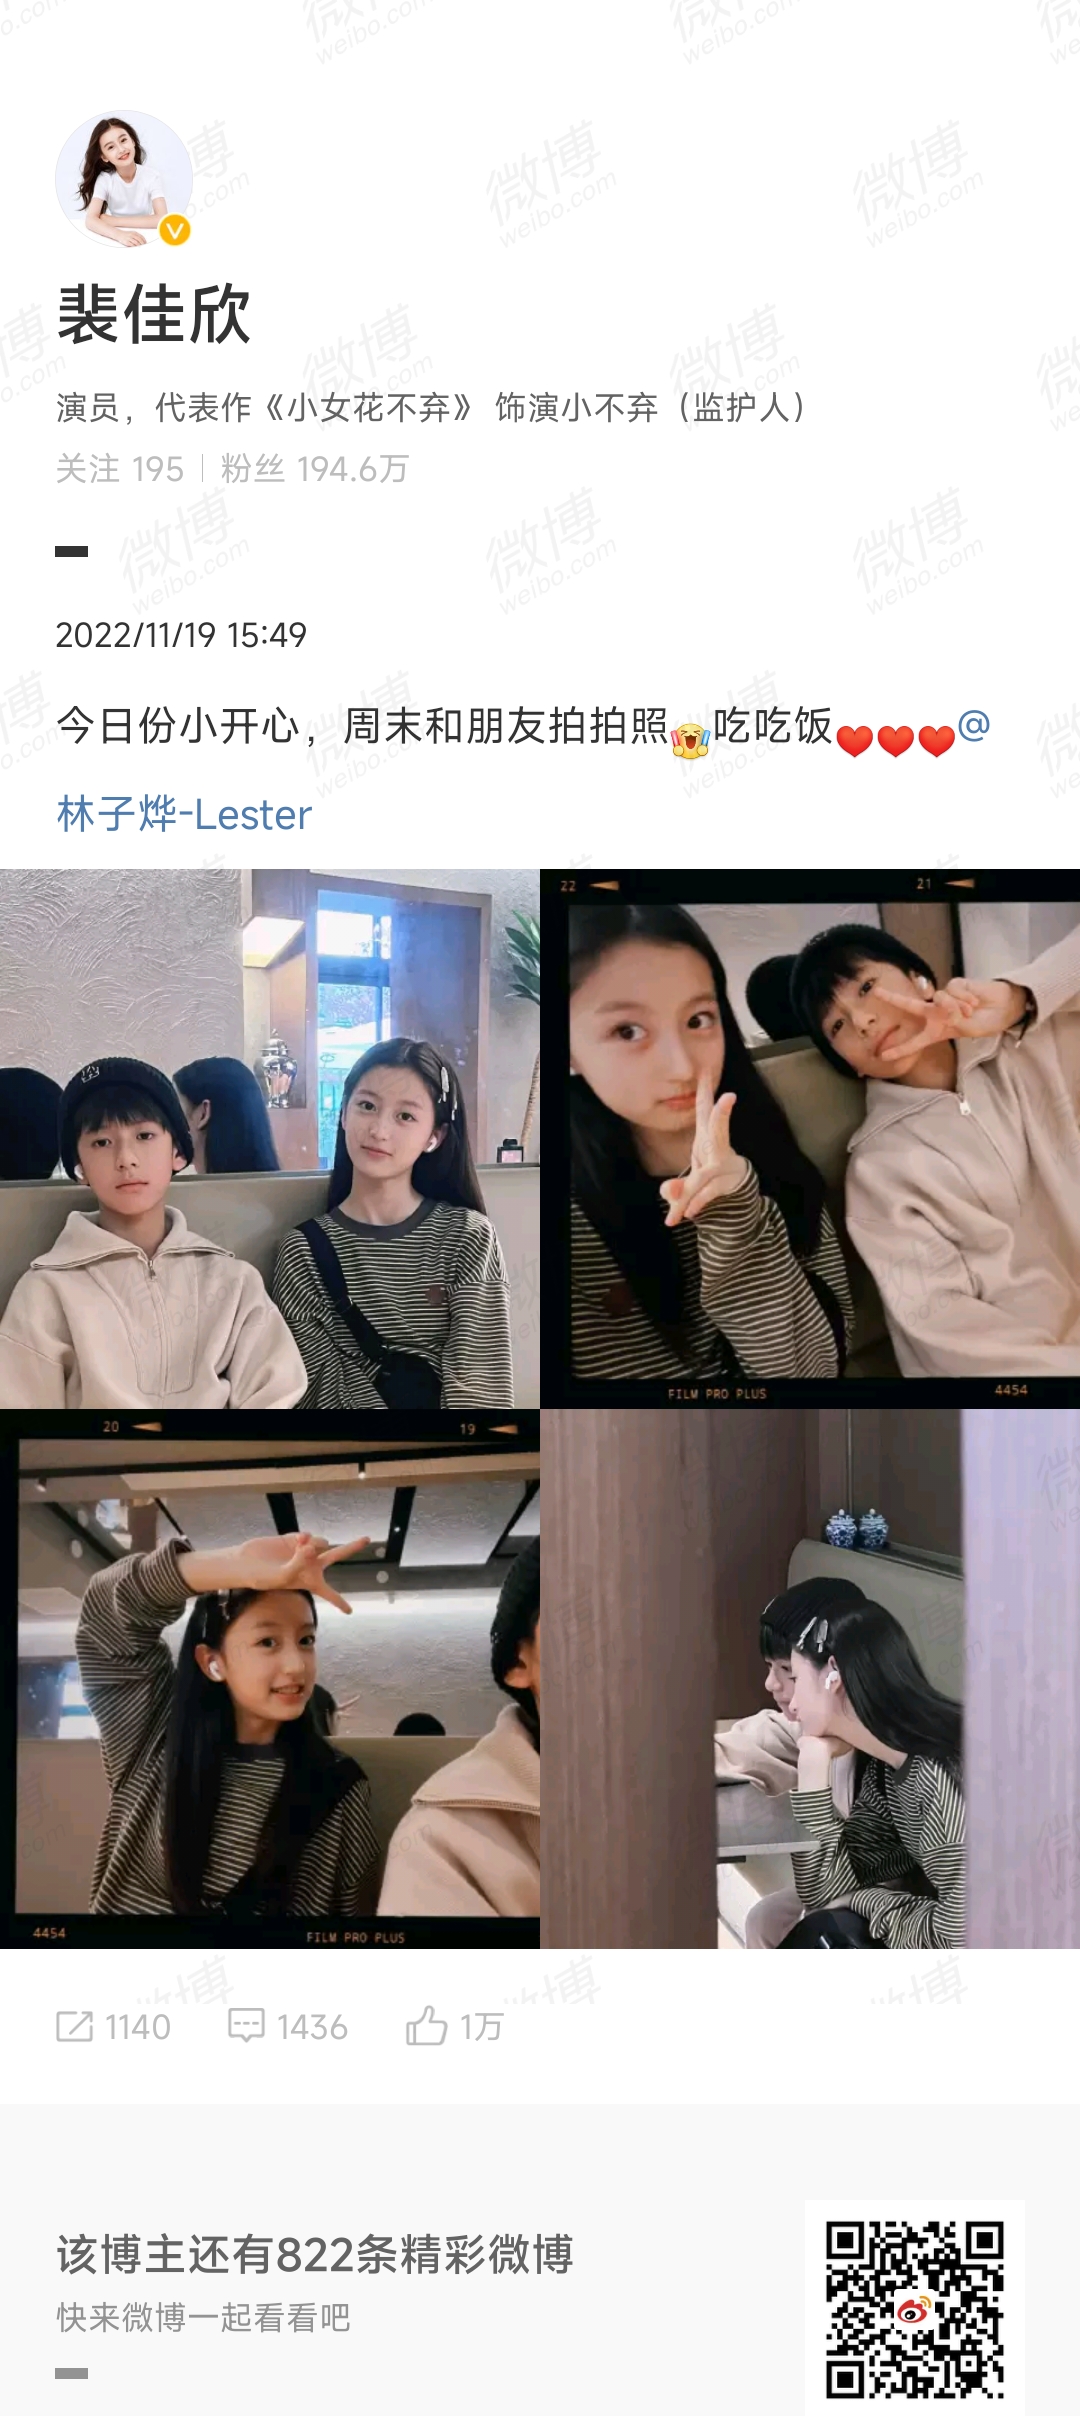 裴佳欣
演员，代表作《小女花不弃》 饰演小不弃（监护人）
关注 195 | 粉丝 194.6万
2022/11/19 15:49
今日份小开心，周末和朋友拍拍照吃吃饭@
林子烨-Lester
22 21
FILM PRO PLUS 4454
20 19
4454 FILM PRO PLUS
1140 1436 1万
该博主还有822条精彩微博
快来微博一起看看吧
微博
weibo.com